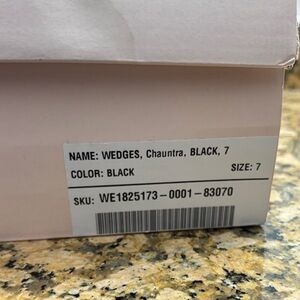 NAME: WEDGES, Chauntra, BLACK, 7
COLOR: BLACK SIZE: 7
SKU: WE1825173-0001-83070